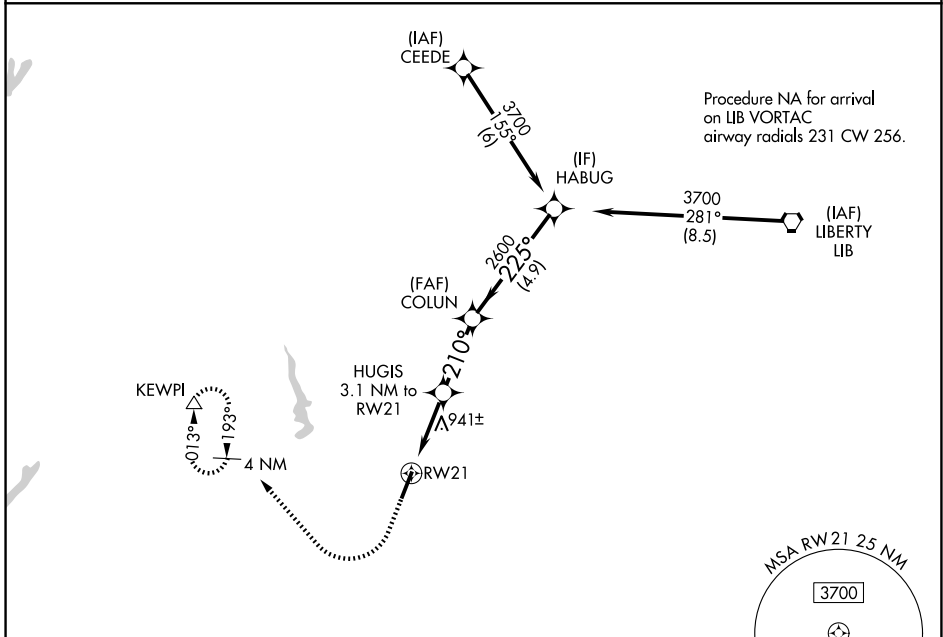 (IAF)
CEEDE
3700
155°
(6)
Procedure NA for arrival
on LIB VORTAC
airway radials 231 CW 256.
(IF)
HABUG
3700
281°
(8.5)
(IAF)
LIBERTY
LIB
2600
225°
(4.9)
(FAF)
COLUN
210°
HUGIS
3.1 NM to
RW21
941±
KEWPI
013°
193°
4 NM
RW21
MSA RW21 25 NM
3700